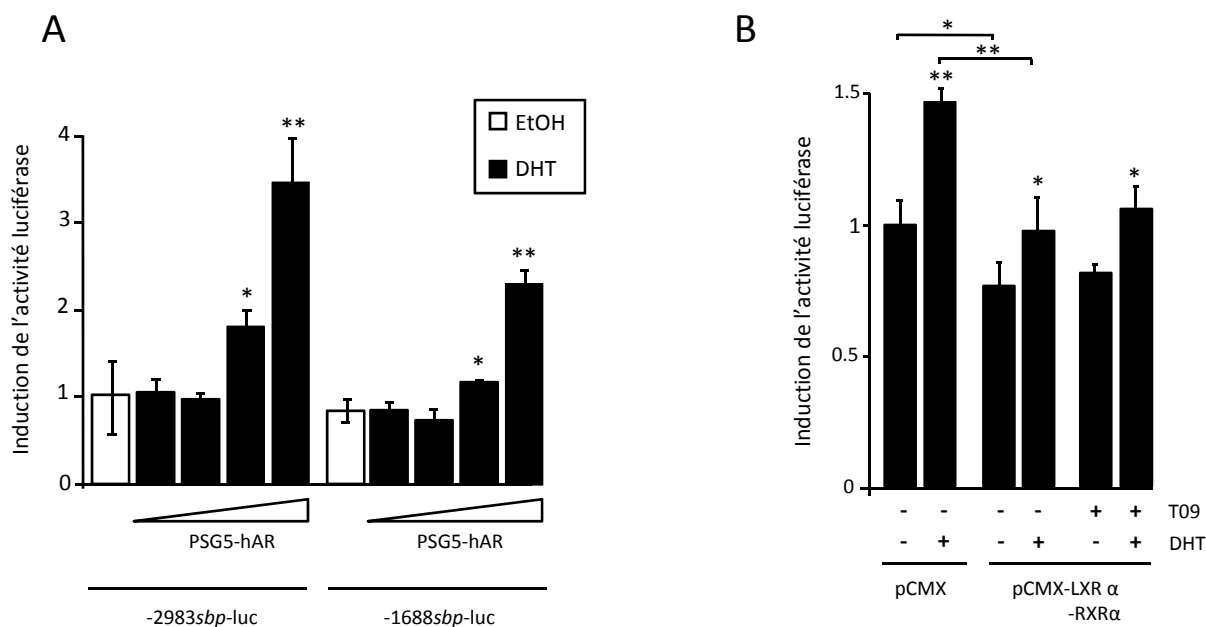 A
B
*
**
**
1.5
1
0.5
0
*
*
Induction de l'activité luciférase
- + - - + + T09
- + - + - + DHT
pCMX
pCMX-LXR α
-RXRα
EtOH
DHT
4
3
2
1
0
Induction de l'activité luciférase
*
**
*
**
PSG5-hAR
PSG5-hAR
-2983sbp-luc
-1688sbp-luc